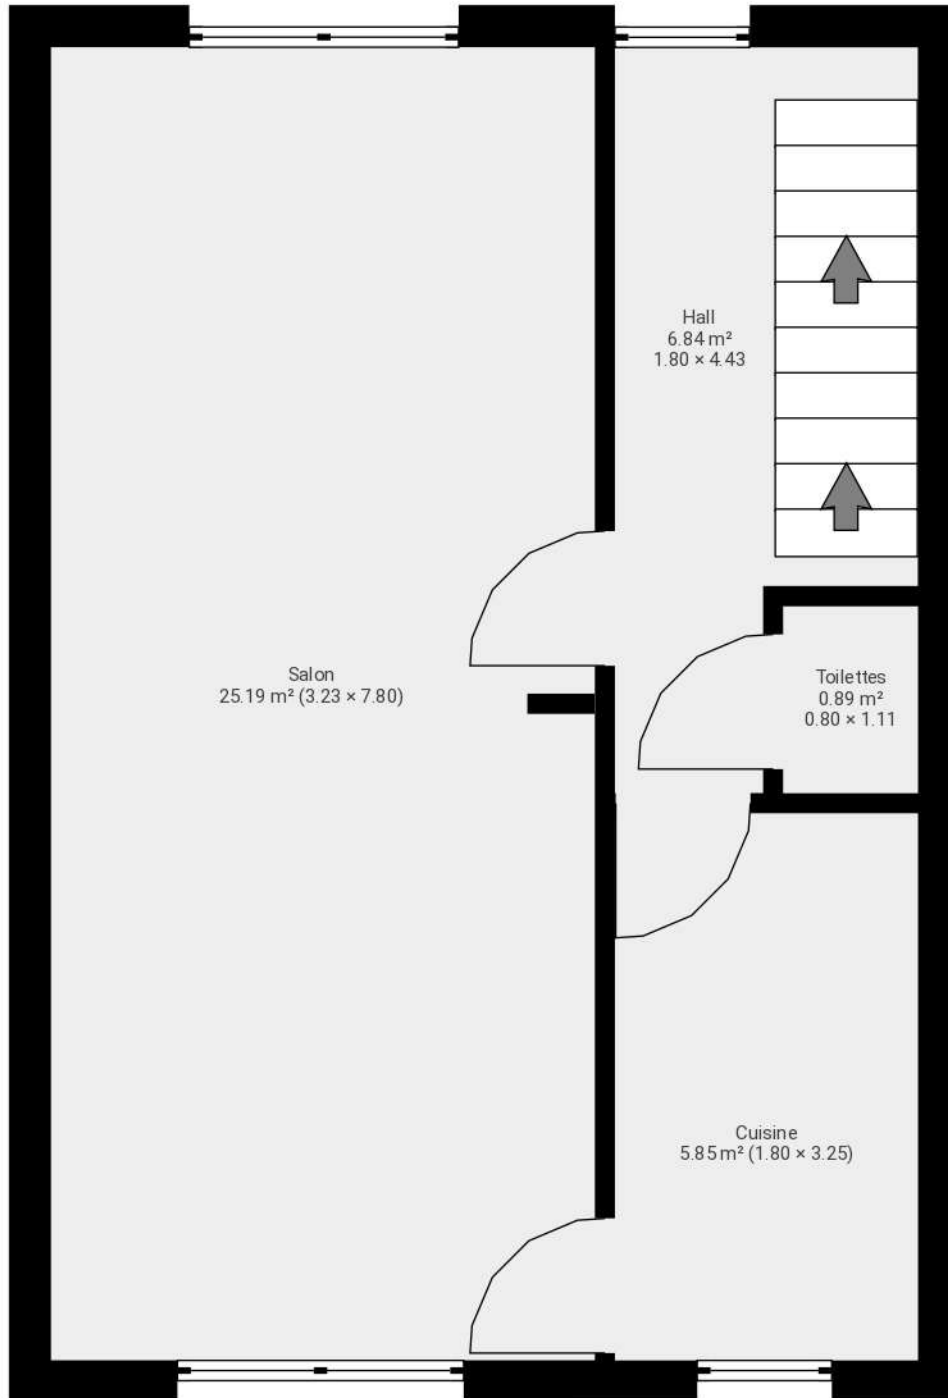 Hall
6.84 m²
1.80 × 4.43
Salon
25.19 m² (3.23 × 7.80)
Toilettes
0.89 m²
0.80 × 1.11
Cuisine
5.85 m² (1.80 × 3.25)